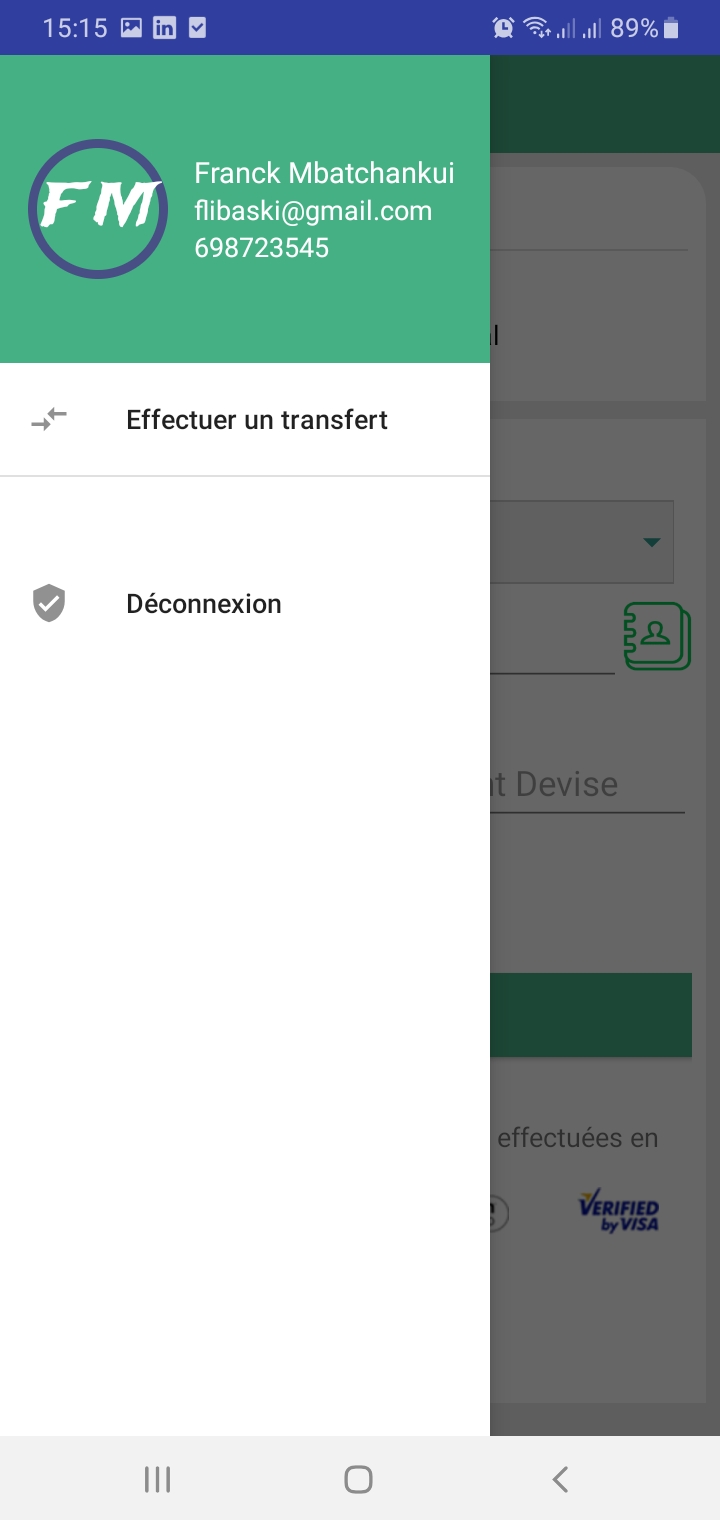 15:15 89%
FM
Franck Mbatchankui
flibaski@gmail.com
698723545
Effectuer un transfert
Déconnexion
Devise
effectuées en
VERIFIED
by VISA